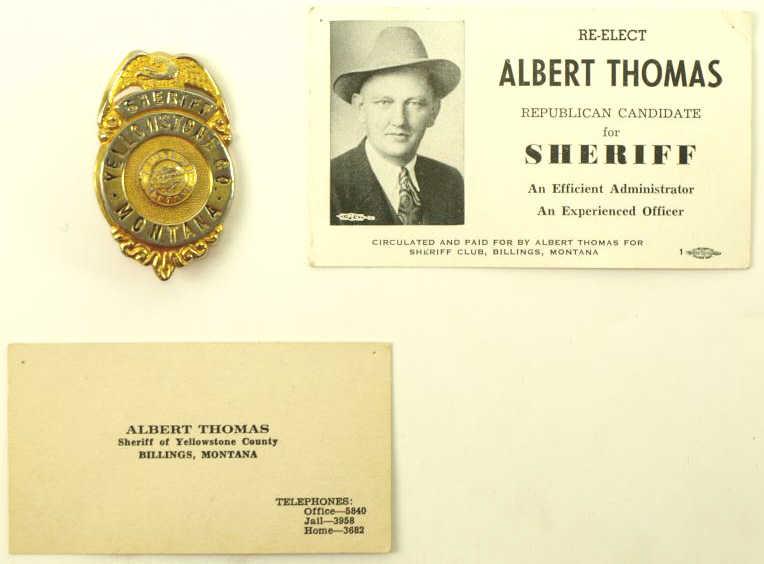 SHERIFF
YELLOWSTONE CO
MONTANA
RE-ELECT
ALBERT THOMAS
REPUBLICAN CANDIDATE
for
SHERIFF
An Efficient Administrator
An Experienced Officer
CIRCULATED AND PAID FOR BY ALBERT THOMAS FOR
SHERIFF CLUB, BILLINGS, MONTANA
1
ALBERT THOMAS
Sheriff of Yellowstone County
BILLINGS, MONTANA
TELEPHONES:
Office—5840
Jail—3958
Home—3682